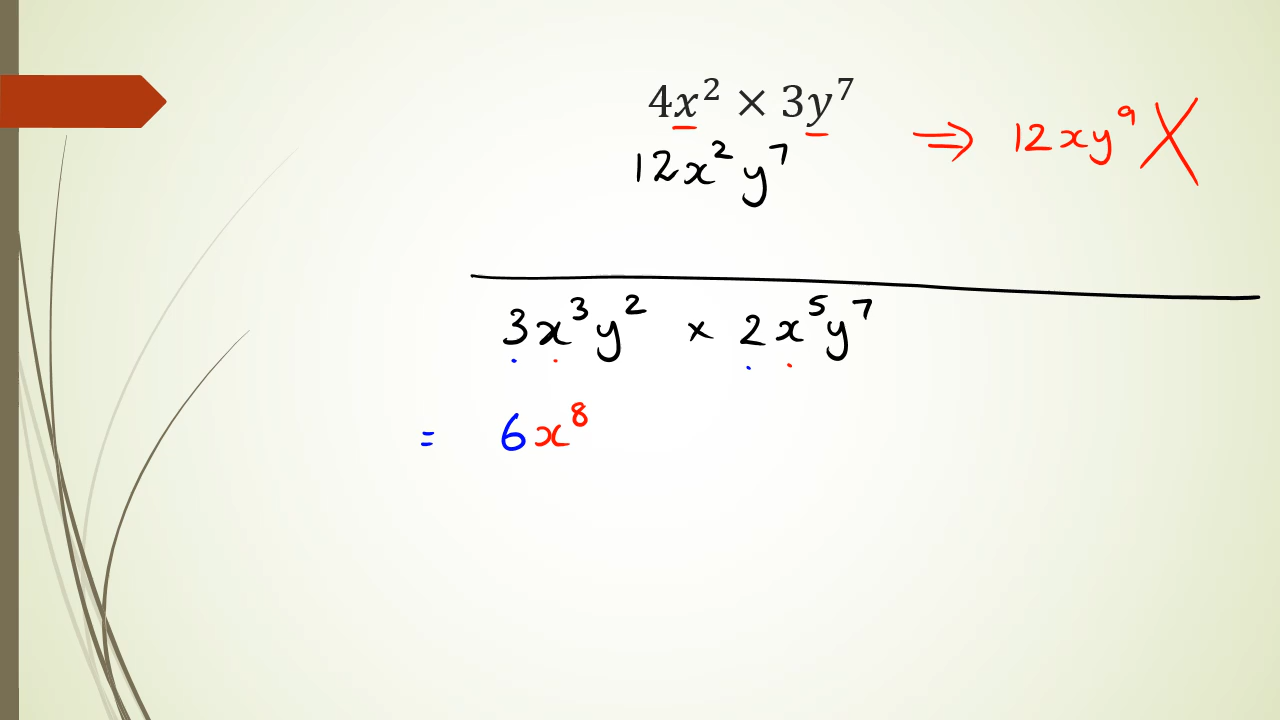 4x² × 3y⁷
12x²y⁷ ⇒ 12xy⁹ X
3x³y² × 2x⁵y⁷
= 6x⁸